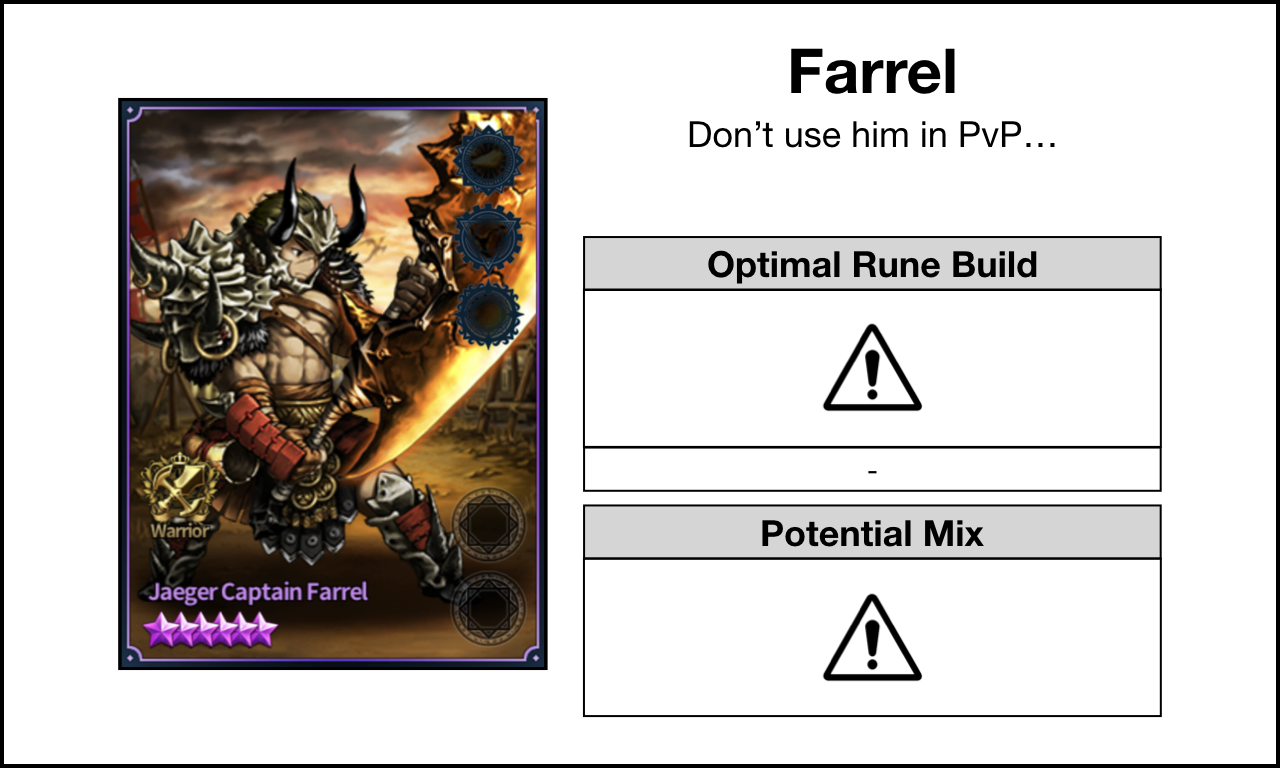 Farrel
Don’t use him in PvP…
Optimal Rune Build
-
Potential Mix
Warrior
Jaeger Captain Farrel